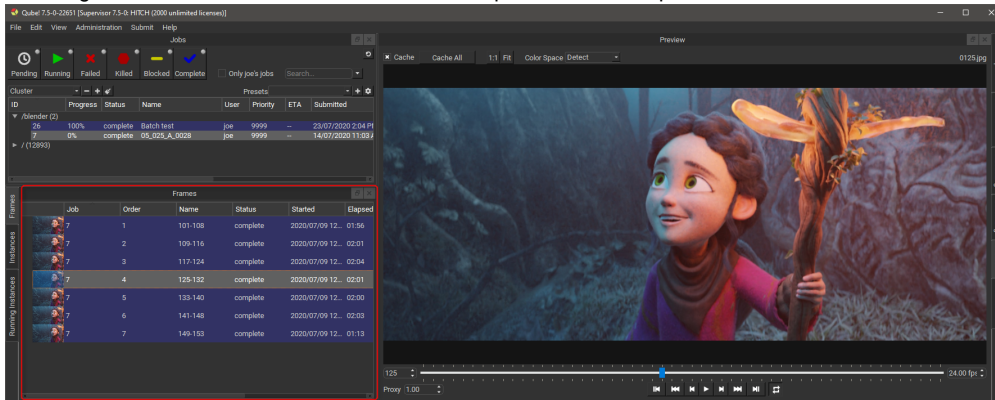 Qube! 7.5-0-22651 [Supervisor 7.5-0: HITCH (2000 unlimited licenses)]
File Edit View Administration Submit Help
Jobs
Preview
Pending Running Failed Killed Blocked Complete
Only joe's jobs
Search...
Cache Cache All 1:1 Fit Color Space Detect
0125.jpg
Cluster
Presets
ID Progress Status Name User Priority ETA Submitted
/blender (2)
26 100% complete Batch test joe 9999 -- 23/07/2020 2:04 PM
7 0% complete 05_025_A_0028 joe 9999 -- 14/07/2020 11:03 A
/ (12893)
Frames
Instances
Running Instances
Frames
Job Order Name Status Started Elapsed
7 1 101-108 complete 2020/07/09 12... 01:56
7 2 109-116 complete 2020/07/09 12... 02:01
7 3 117-124 complete 2020/07/09 12... 02:04
7 4 125-132 complete 2020/07/09 12... 02:01
7 5 133-140 complete 2020/07/09 12... 02:00
7 6 141-148 complete 2020/07/09 12... 02:03
7 7 149-153 complete 2020/07/09 12... 01:13
125
24.00 fps
Proxy 1.00